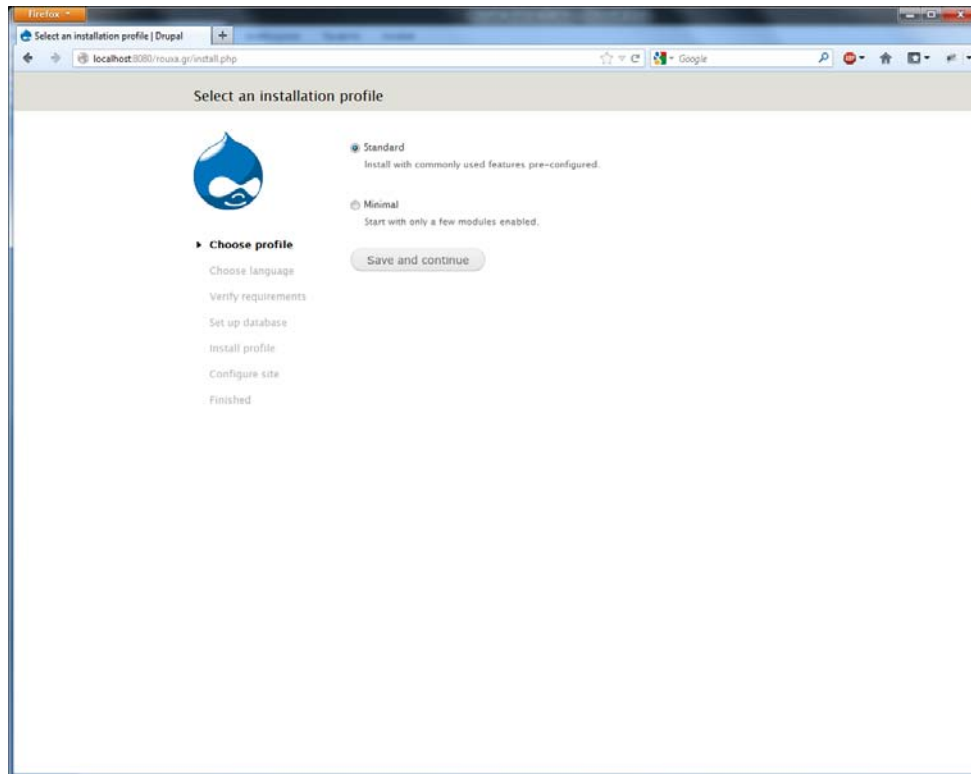 Firefox
Select an installation profile | Drupal
localhost:8080/rouxa.gr/install.php
Google
Select an installation profile
Standard
Install with commonly used features pre-configured.
Minimal
Start with only a few modules enabled.
Save and continue
Choose profile
Choose language
Verify requirements
Set up database
Install profile
Configure site
Finished